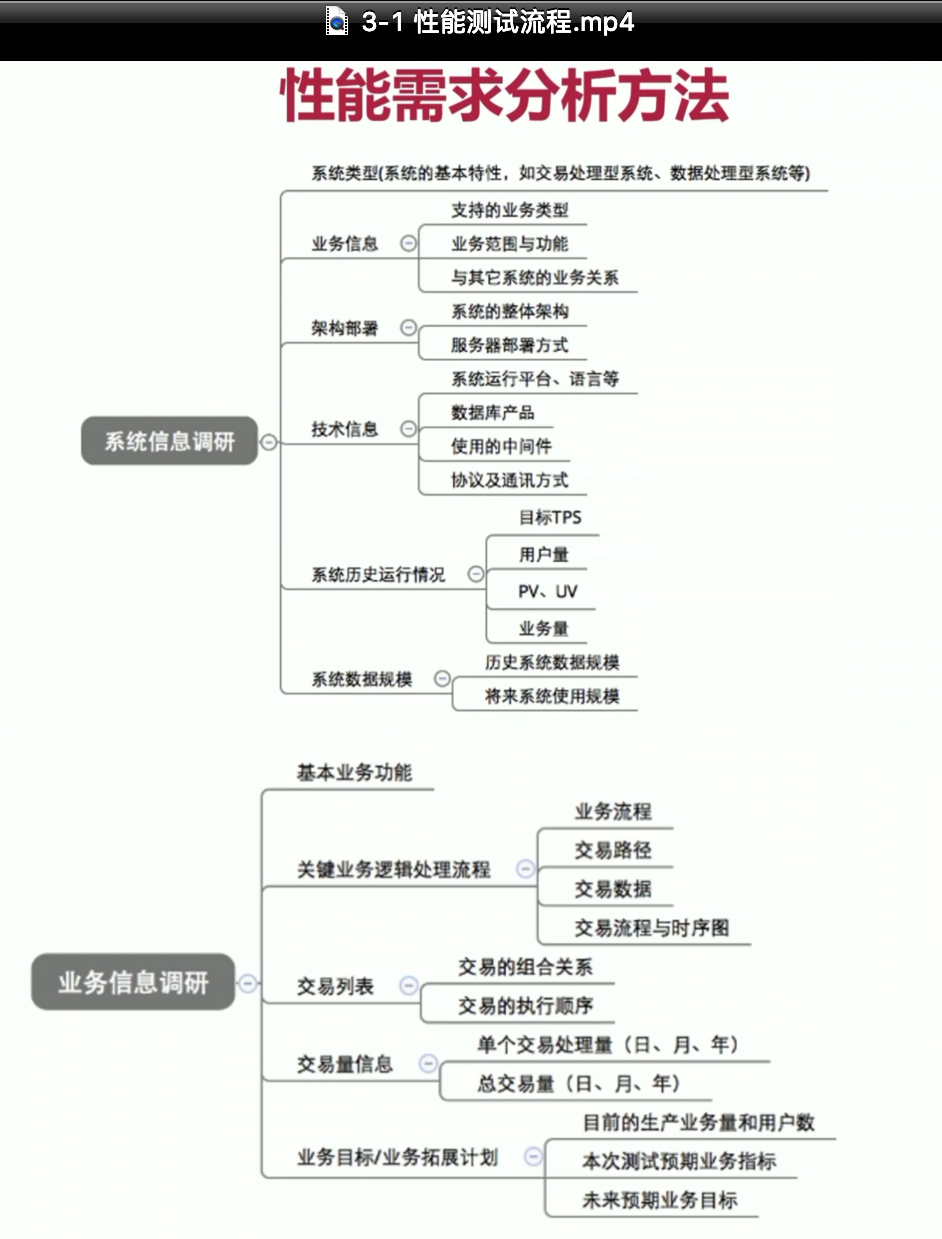 3-1 性能测试流程.mp4
性能需求分析方法
系统类型(系统的基本特性，如交易处理型系统、数据处理型系统等)
业务信息
支持的业务类型
业务范围与功能
与其它系统的业务关系
架构部署
系统的整体架构
服务器部署方式
系统信息调研
技术信息
系统运行平台、语言等
数据库产品
使用的中间件
协议及通讯方式
系统历史运行情况
目标TPS
用户量
PV、UV
业务量
系统数据规模
历史系统数据规模
将来系统使用规模
基本业务功能
关键业务逻辑处理流程
业务流程
交易路径
交易数据
交易流程与时序图
业务信息调研
交易列表
交易的组合关系
交易的执行顺序
交易量信息
单个交易处理量（日、月、年）
总交易量（日、月、年）
业务目标/业务拓展计划
目前的生产业务量和用户数
本次测试预期业务指标
未来预期业务目标